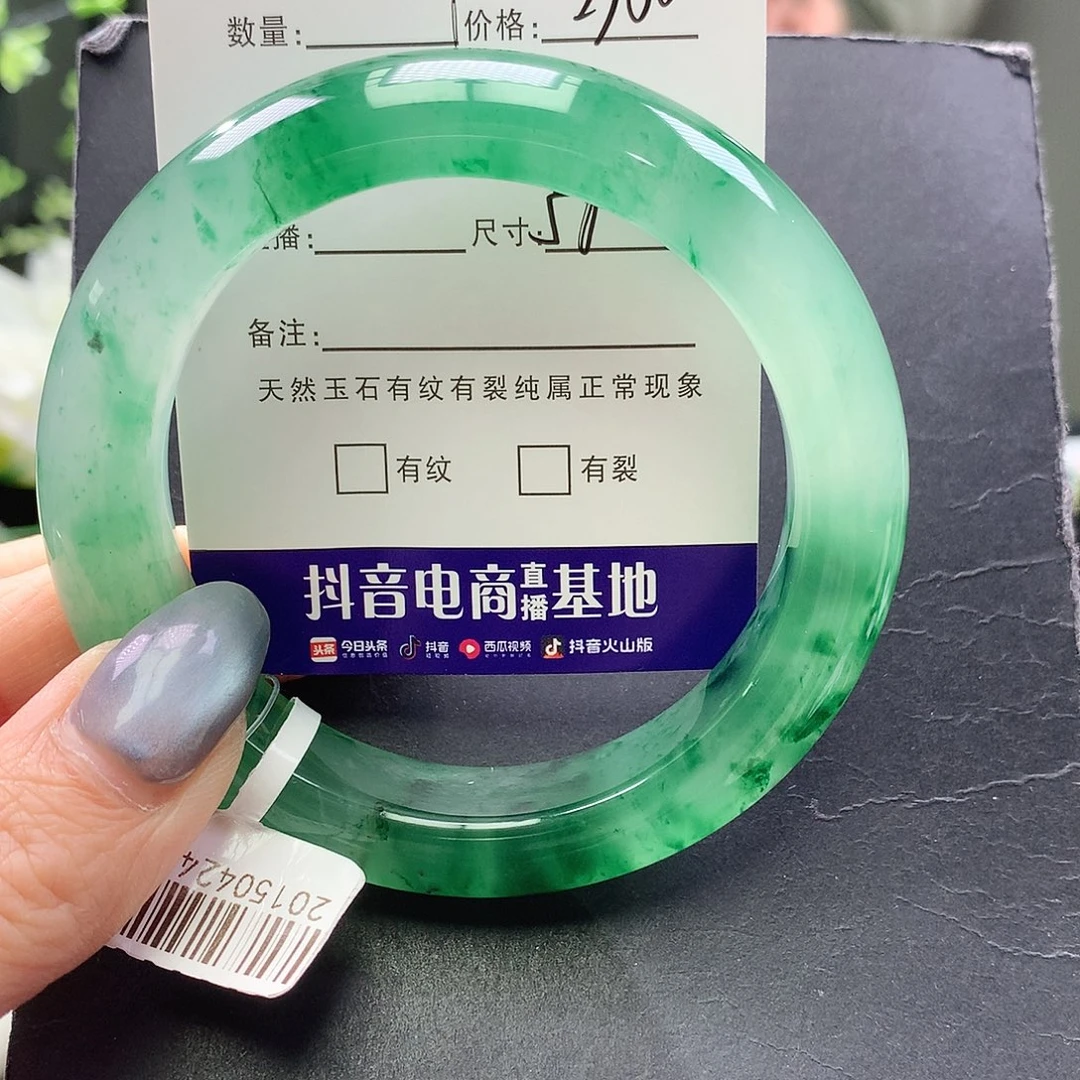 数量: 价格:
播: 尺寸:
备注:
天然玉石有纹有裂纯属正常现象
有纹 有裂
抖音电商直播基地
头条 今日头条 抖音 西瓜视频 抖音火山版
20150424